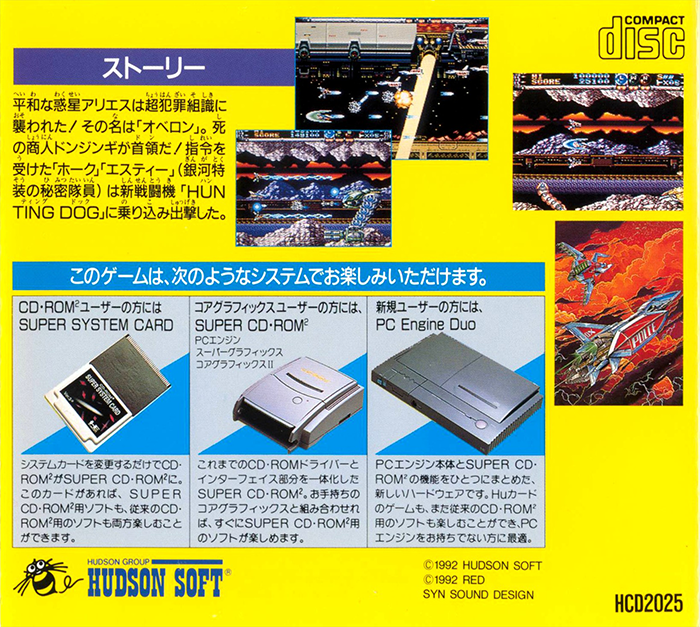 COMPACT
disc
ストーリー
平和な惑星アリエスは超犯罪組織に
襲われた!その名は「オベロン」。死
の商人ドンジンギが首領だ!指令を
受けた「ホーク」「エスティー」(銀河特
装の秘密隊員)は新戦闘機「HUN
TING DOG」に乗り込み出撃した。
HI 100000
SCORE 25100
SCORE 49100
POLICE
このゲームは、次のようなシステムでお楽しみいただけます。
CD・ROM²ユーザーの方には
SUPER SYSTEM CARD
SUPER SYSTEM CARD
システムカードを変更するだけでCD・
ROM²がSUPER CD・ROM²に。
このカードがあれば、SUPER
CD・ROM²用ソフトも、従来のCD・
ROM²用のソフトも両方楽しむこと
ができます。
コアグラフィックスユーザーの方には、
SUPER CD・ROM²
PCエンジン
スーパーグラフィックス
コアグラフィックスII
これまでのCD・ROMドライバーと
インターフェイス部分を一体化した
SUPER CD・ROM²。お手持ちの
コアグラフィックスと組み合わせれ
ば、すぐにSUPER CD・ROM²用
のソフトが楽しめます。
新規ユーザーの方には、
PC Engine Duo
PCエンジン本体とSUPER CD・
ROM²の機能をひとつにまとめた、
新しいハードウェアです。Huカード
のゲームも、また従来のCD・ROM²
用のソフトも楽しむことができ、PC
エンジンをお持ちでない方に最適。
HUDSON GROUP
HUDSON SOFT®
©1992 HUDSON SOFT
©1992 RED
SYN SOUND DESIGN
HCD2025